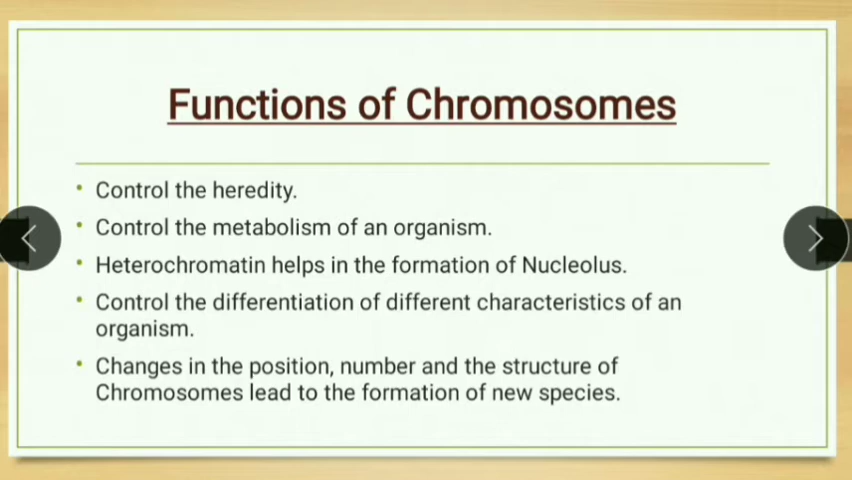 Functions of Chromosomes
• Control the heredity.
• Control the metabolism of an organism.
• Heterochromatin helps in the formation of Nucleolus.
• Control the differentiation of different characteristics of an
organism.
• Changes in the position, number and the structure of
Chromosomes lead to the formation of new species.